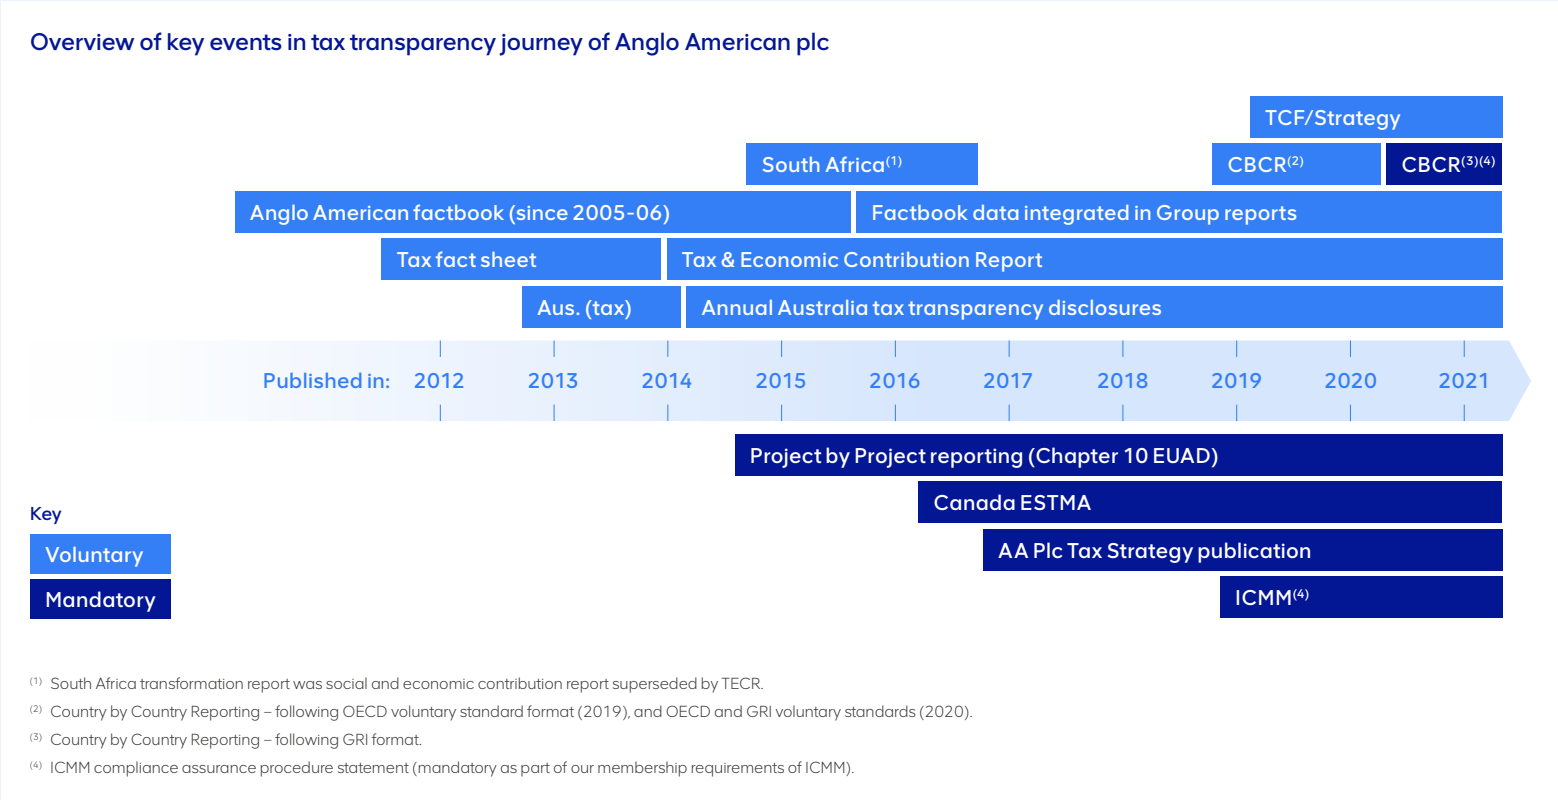 Overview of key events in tax transparency journey of Anglo American plc
TCF/Strategy
South Africa(1)
CBCR(2)
CBCR(3)(4)
Anglo American factbook (since 2005-06)
Factbook data integrated in Group reports
Tax fact sheet
Tax & Economic Contribution Report
Aus. (tax)
Annual Australia tax transparency disclosures
Published in: 2012 2013 2014 2015 2016 2017 2018 2019 2020 2021
Project by Project reporting (Chapter 10 EUAD)
Canada ESTMA
AA Plc Tax Strategy publication
ICMM(4)
Key
Voluntary
Mandatory
(1) South Africa transformation report was social and economic contribution report superseded by TECR.
(2) Country by Country Reporting – following OECD voluntary standard format (2019), and OECD and GRI voluntary standards (2020).
(3) Country by Country Reporting – following GRI format.
(4) ICMM compliance assurance procedure statement (mandatory as part of our membership requirements of ICMM).